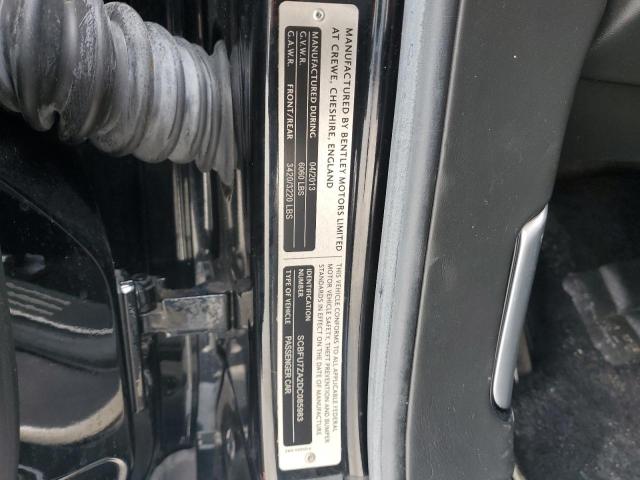 MANUFACTURED BY BENTLEY MOTORS LIMITED
AT CREWE, CHESHIRE, ENGLAND
MANUFACTURED DURING 04/2013
G.V.W.R. 6060 LBS
G.A.W.R. FRONT/REAR 3420/3220 LBS
THIS VEHICLE CONFORMS TO ALL APPLICABLE FEDERAL
MOTOR VEHICLE SAFETY, THEFT PREVENTION AND BUMPER
STANDARDS IN EFFECT ON THE DATE OF MANUFACTURE
IDENTIFICATION
NUMBER SCBFU7ZA2DC085983
TYPE OF VEHICLE PASSENGER CAR